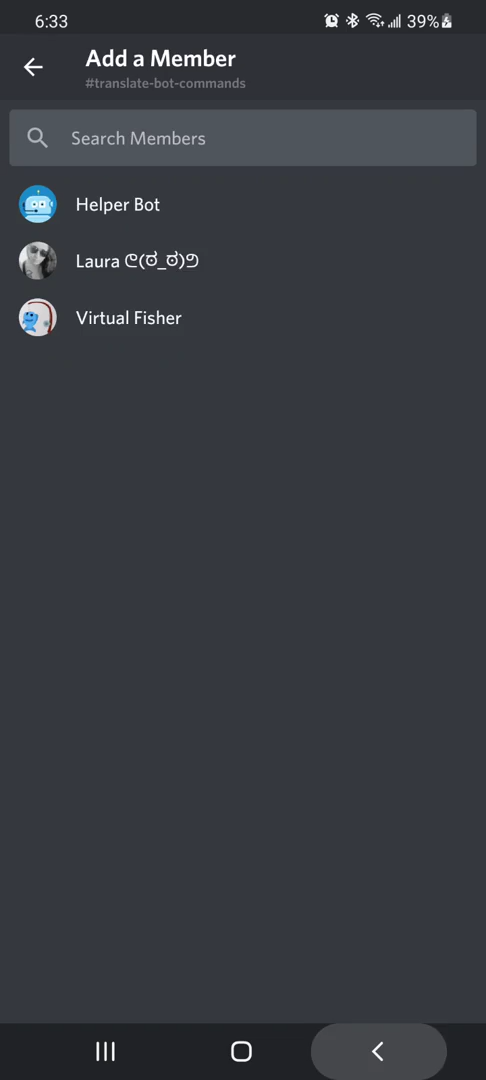 6:33
39%
Add a Member
#translate-bot-commands
Search Members
Helper Bot
Laura ᘓ(ಠ_ಠ)ᘐ
Virtual Fisher